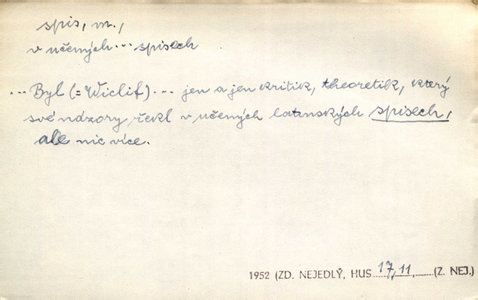 spis, m.,
v učených ... spisech
... Byl (= Wiclif) ... jen a jen kritik, theoretik, který
své názory řekl v učených latinských spisech,
ale nic více.
1952 (ZD. NEJEDLÝ, HUS 17, 11 (Z. NEJ.)